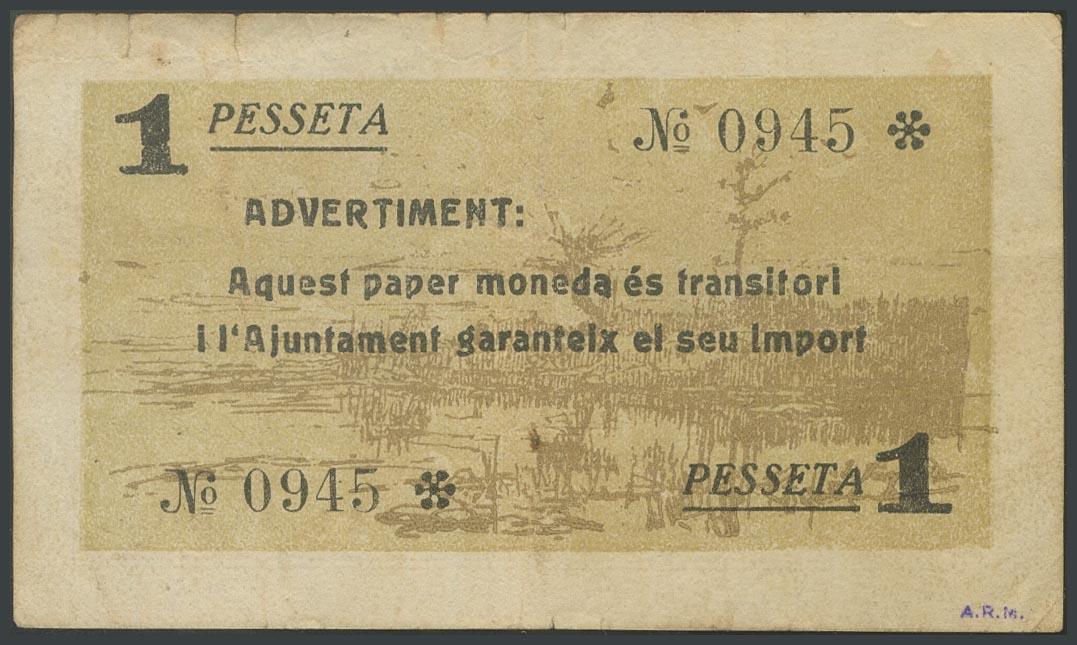 1 PESSETA
Nº 0945 *
ADVERTIMENT:
Aquest paper moneda és transitori
i l'Ajuntament garanteix el seu import
Nº 0945 *
PESSETA 1
A.R.M.